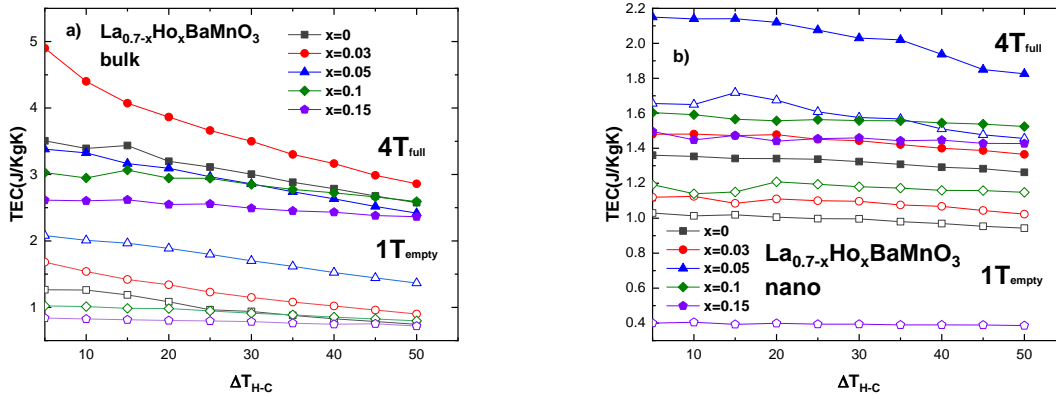 a)
La0.7-xHoxBaMnO3
bulk
x=0
x=0.03
x=0.05
x=0.1
x=0.15
4Tfull
1Tempty
TEC(J/KgK)
5
4
3
2
1
10
20
30
40
50
ΔTH-C
b)
4Tfull
x=0
x=0.03
x=0.05
x=0.1
x=0.15
La0.7-xHoxBaMnO3
nano
1Tempty
TEC(J/KgK)
2.2
2.0
1.8
1.6
1.4
1.2
1.0
0.8
0.6
0.4
10
20
30
40
50
ΔTH-C